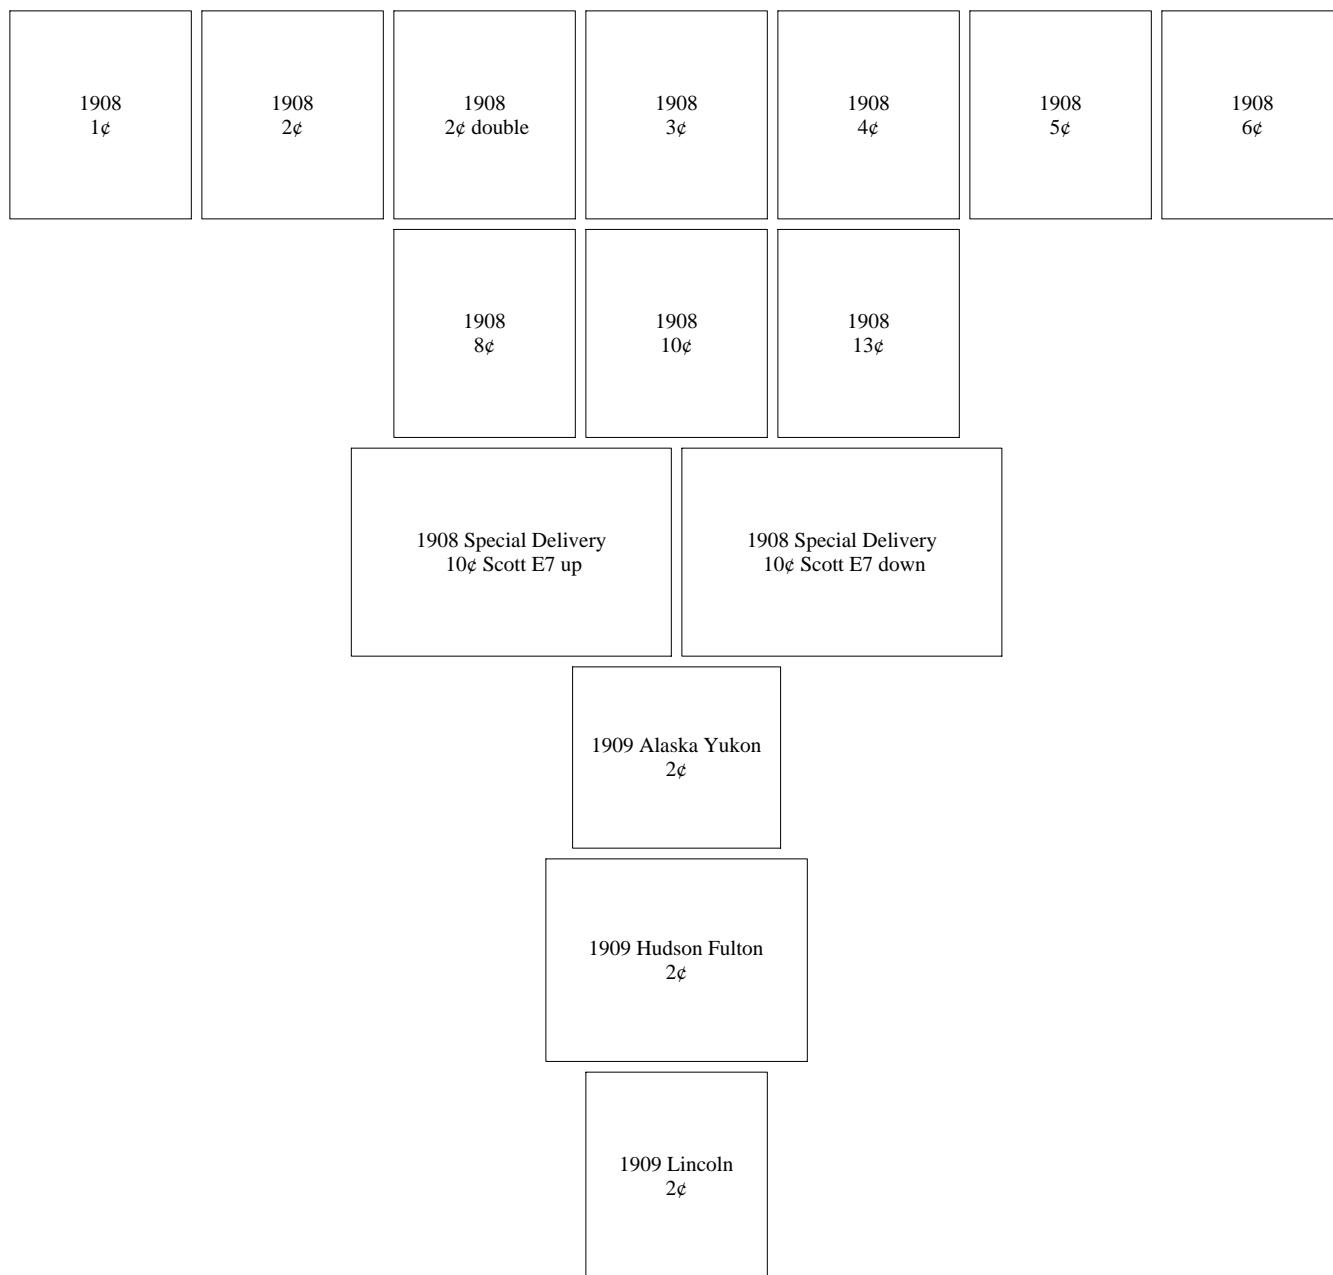 1908
1¢
1908
2¢
1908
2¢ double
1908
3¢
1908
4¢
1908
5¢
1908
6¢
1908
8¢
1908
10¢
1908
13¢
1908 Special Delivery
10¢ Scott E7 up
1908 Special Delivery
10¢ Scott E7 down
1909 Alaska Yukon
2¢
1909 Hudson Fulton
2¢
1909 Lincoln
2¢